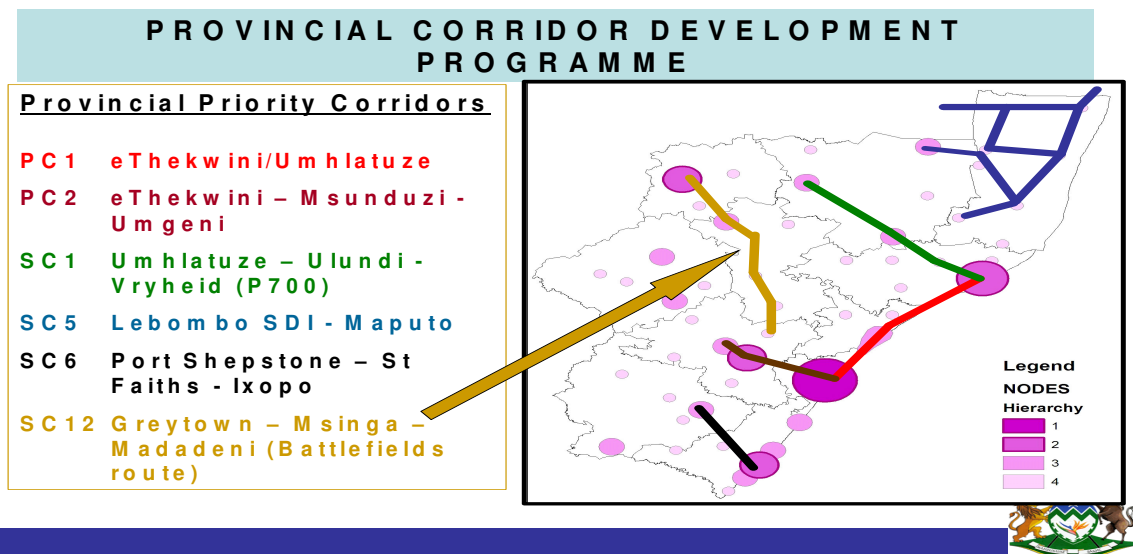 PROVINCIAL CORRIDOR DEVELOPMENT
PROGRAMME
Provincial Priority Corridors
PC1 eThekwini/Umhlatuze
PC2 eThekwini – Msunduzi -
Umgeni
SC1 Umhlatuze – Ulundi -
Vryheid (P700)
SC5 Lebombo SDI - Maputo
SC6 Port Shepstone – St
Faiths - Ixopo
SC12 Greytown – Msinga –
Madadeni (Battlefields
route)
Legend
NODES
Hierarchy
1
2
3
4